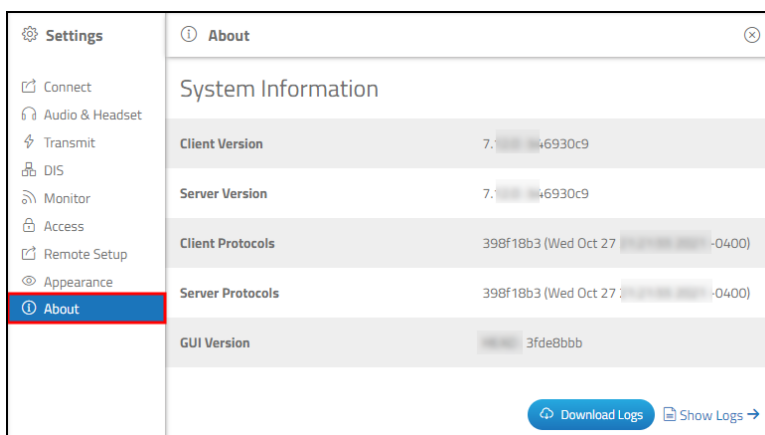 Settings
About
Connect
Audio & Headset
Transmit
DIS
Monitor
Access
Remote Setup
Appearance
About
System Information
Client Version 7. 46930c9
Server Version 7. 46930c9
Client Protocols 398f18b3 (Wed Oct 27 -0400)
Server Protocols 398f18b3 (Wed Oct 27 -0400)
GUI Version 3fde8bbb
Download Logs
Show Logs